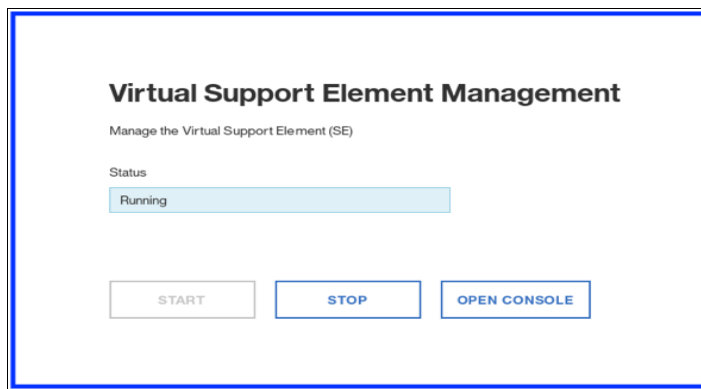 Virtual Support Element Management
Manage the Virtual Support Element (SE)
Status
Running
START
STOP
OPEN CONSOLE